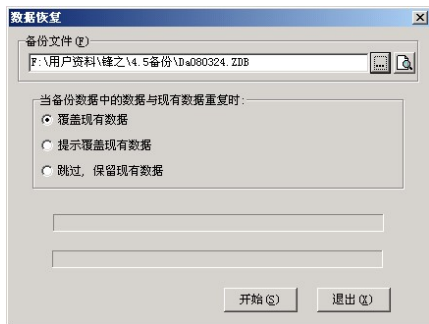 数据恢复
备份文件(F)
F:\用户资料\锋之\4.5备份\Da080324.ZDB
...
当备份数据中的数据与现有数据重复时:
覆盖现有数据
提示覆盖现有数据
跳过, 保留现有数据
开始(S)
退出(X)